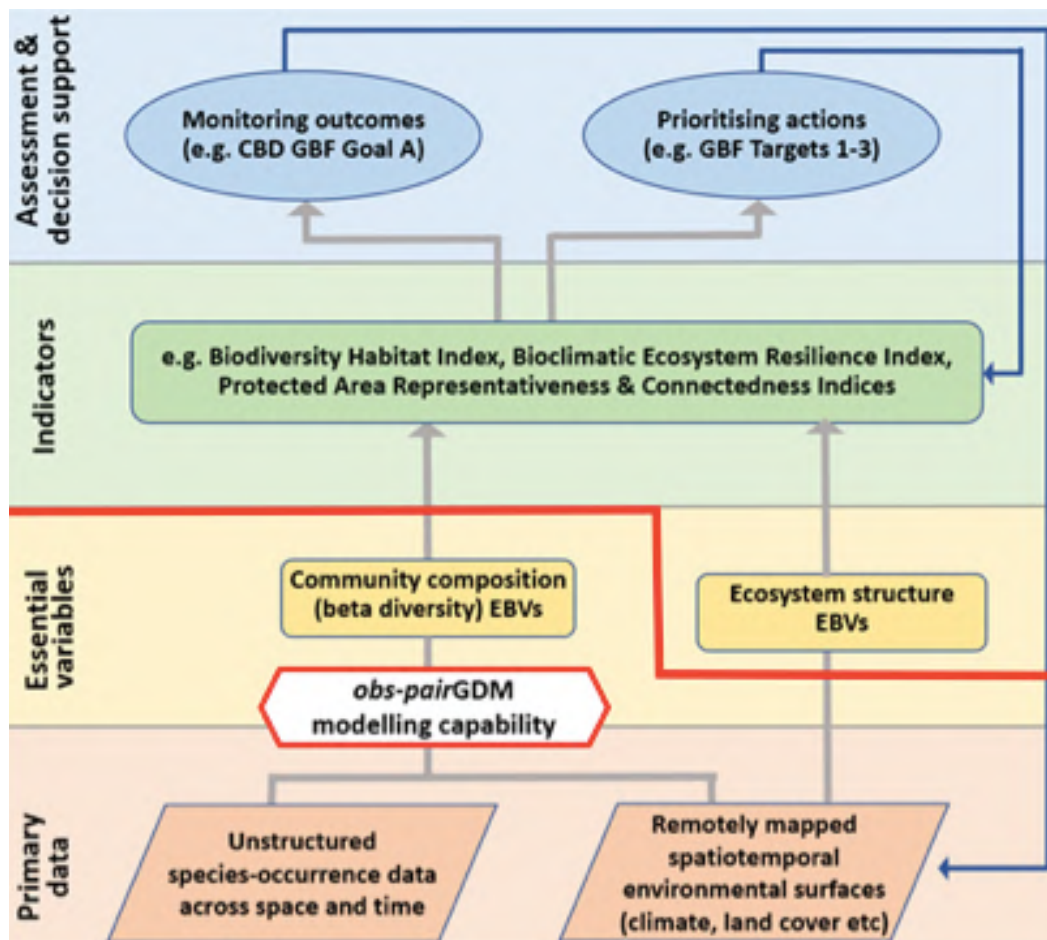 Assessment &
decision support
Monitoring outcomes
(e.g. CBD GBF Goal A)
Prioritising actions
(e.g. GBF Targets 1-3)
Indicators
e.g. Biodiversity Habitat Index, Bioclimatic Ecosystem Resilience Index,
Protected Area Representativeness & Connectedness Indices
Essential
variables
Community composition
(beta diversity) EBVs
Ecosystem structure
EBVs
obs-pairGDM
modelling capability
Primary
data
Unstructured
species-occurrence data
across space and time
Remotely mapped
spatiotemporal
environmental surfaces
(climate, land cover etc)